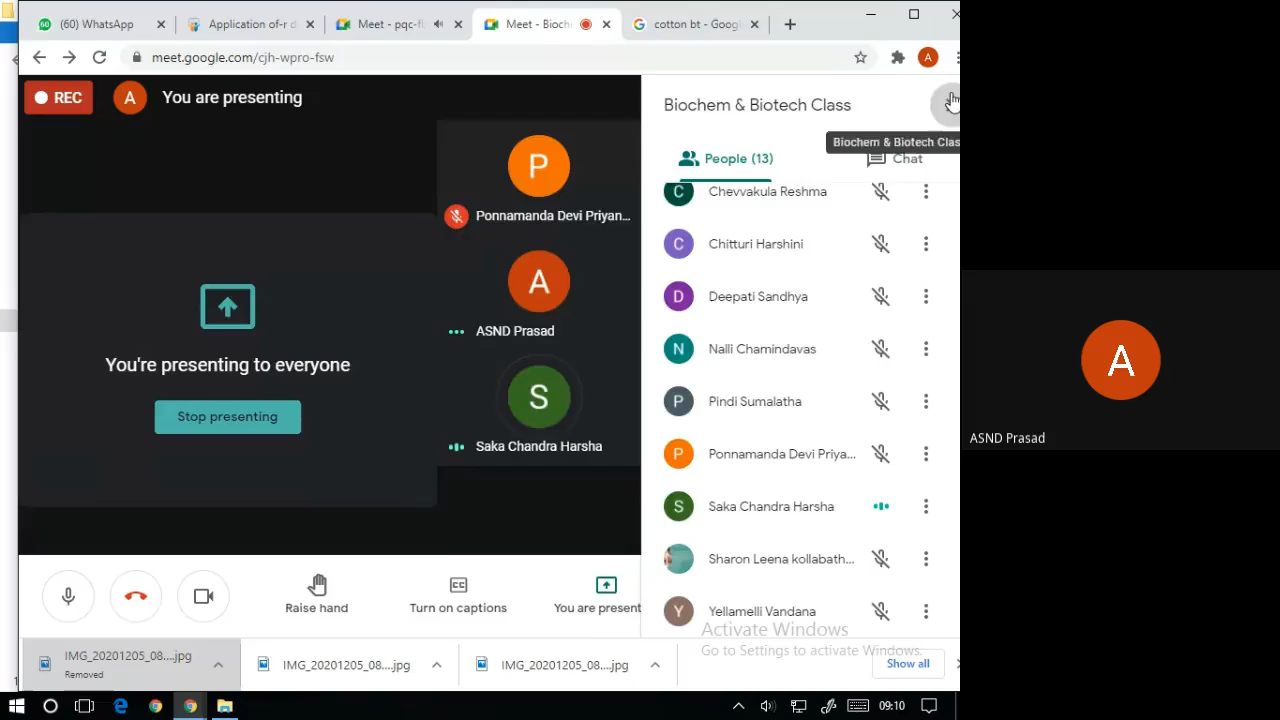 (60) WhatsApp
Application of-r d
Meet - pqc-f
Meet - Bioch
cotton bt - Goog
meet.google.com/cjh-wpro-fsw
A
REC
A
You are presenting
Biochem & Biotech Class
Biochem & Biotech Clas
People (13)
Chat
P
Ponnamanda Devi Priyan...
A
ASND Prasad
S
Saka Chandra Harsha
You're presenting to everyone
Stop presenting
C Chevvakula Reshma
C Chitturi Harshini
D Deepati Sandhya
N Nalli Chamindavas
P Pindi Sumalatha
P Ponnamanda Devi Priya...
S Saka Chandra Harsha
Sharon Leena kollabath...
Y Yellamelli Vandana
A
ASND Prasad
Raise hand
CC
Turn on captions
You are present
Activate Windows
Go to Settings to activate Windows.
IMG_20201205_08....jpg
Removed
IMG_20201205_08....jpg
IMG_20201205_08....jpg
Show all
09:10